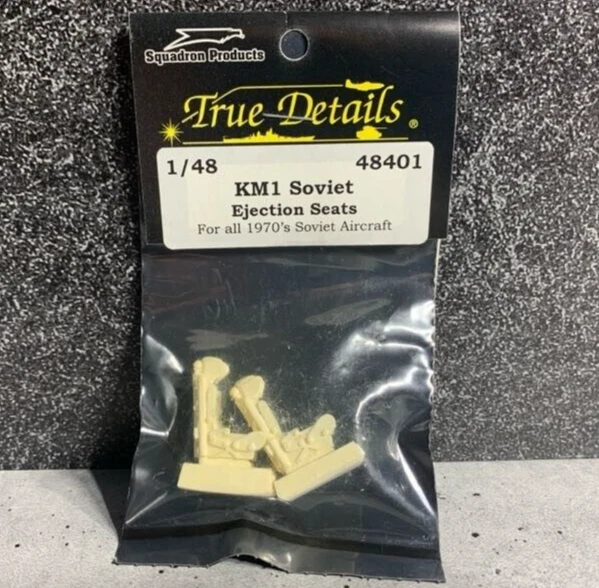 Squadron Products
True Details®
1/48 48401
KM1 Soviet
Ejection Seats
For all 1970's Soviet Aircraft